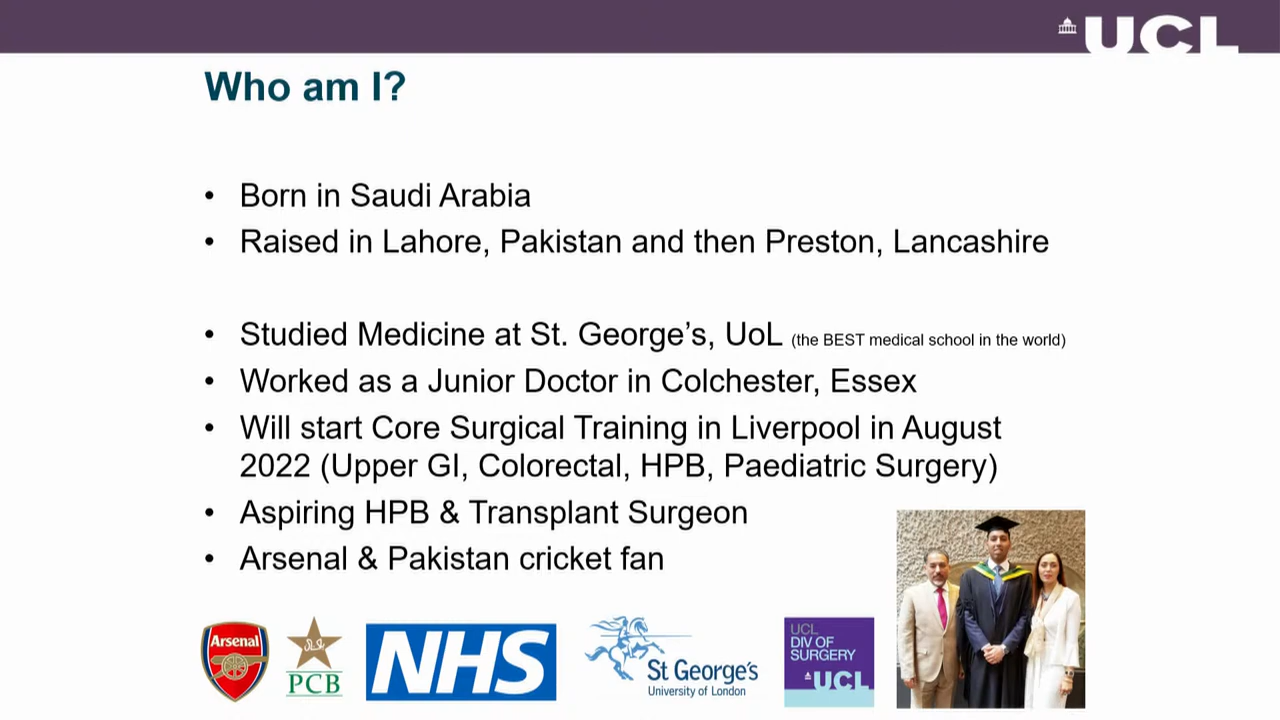 UCL
Who am I?
• Born in Saudi Arabia
• Raised in Lahore, Pakistan and then Preston, Lancashire
• Studied Medicine at St. George’s, UoL (the BEST medical school in the world)
• Worked as a Junior Doctor in Colchester, Essex
• Will start Core Surgical Training in Liverpool in August
2022 (Upper GI, Colorectal, HPB, Paediatric Surgery)
• Aspiring HPB & Transplant Surgeon
• Arsenal & Pakistan cricket fan
Arsenal
PCB
NHS
St George's
University of London
UCL
DIV OF
SURGERY
UCL